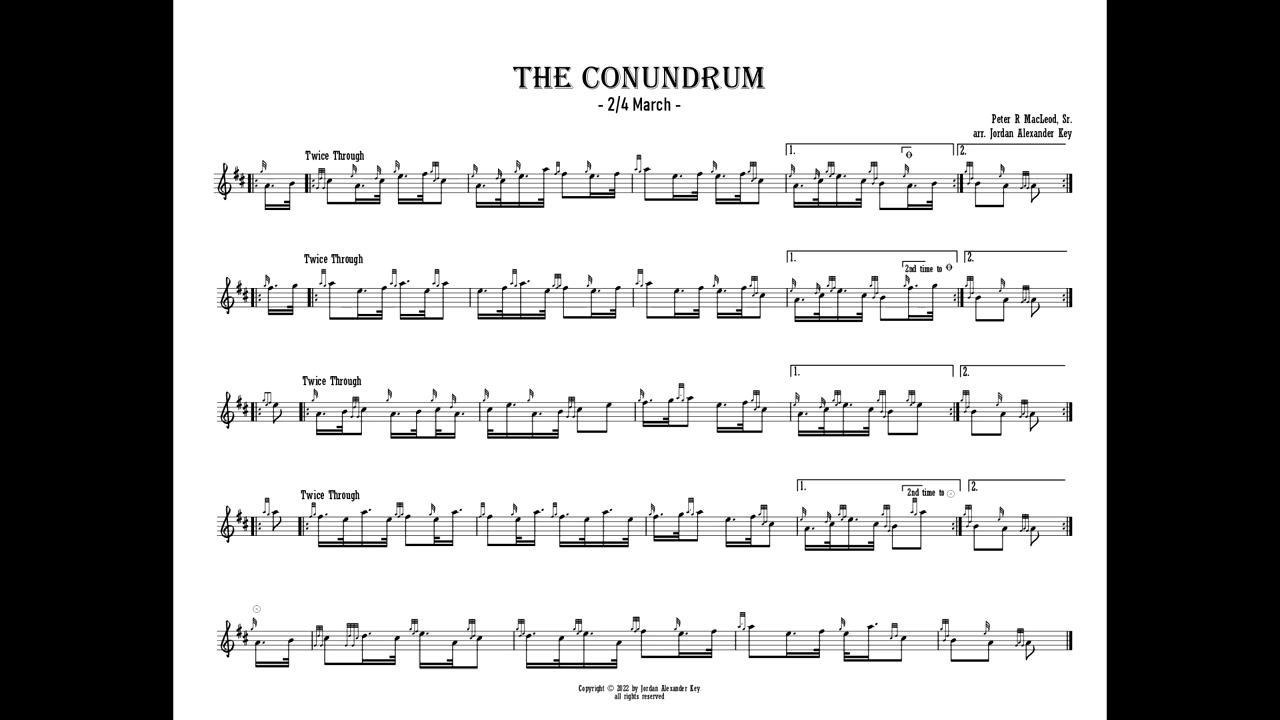 THE CONUNDRUM
- 2/4 March -
Peter R MacLeod, Sr.
arr. Jordan Alexander Key
Twice Through
1.
2.
Twice Through
1.
2nd time to
2.
Twice Through
1.
2.
Twice Through
1.
2nd time to
2.
Copyright © 2022 by Jordan Alexander Key
all rights reserved